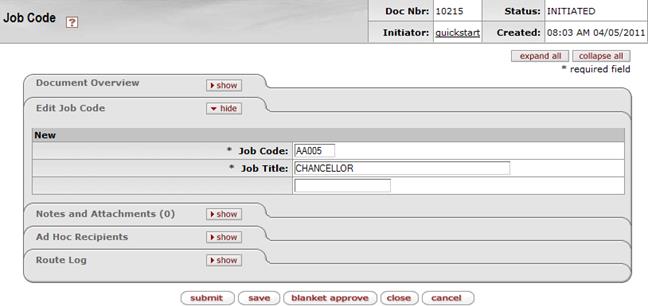 Job Code ?
Doc Nbr: 10215 Status: INITIATED
Initiator: quickstart Created: 08:03 AM 04/05/2011
expand all collapse all
* required field
Document Overview show
Edit Job Code hide
New
* Job Code: AA005
* Job Title: CHANCELLOR
Notes and Attachments (0) show
Ad Hoc Recipients show
Route Log show
submit save blanket approve close cancel